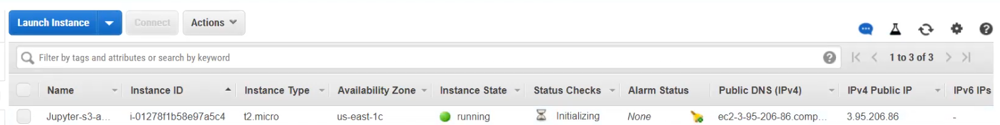 Launch Instance Connect Actions
Filter by tags and attributes or search by keyword 1 to 3 of 3
Name Instance ID Instance Type Availability Zone Instance State Status Checks Alarm Status Public DNS (IPv4) IPv4 Public IP IPv6 IPs
Jupyter-s3-a... i-01278f1b58e97a5c4 t2.micro us-east-1c running Initializing None ec2-3-95-206-86.comp... 3.95.206.86 -